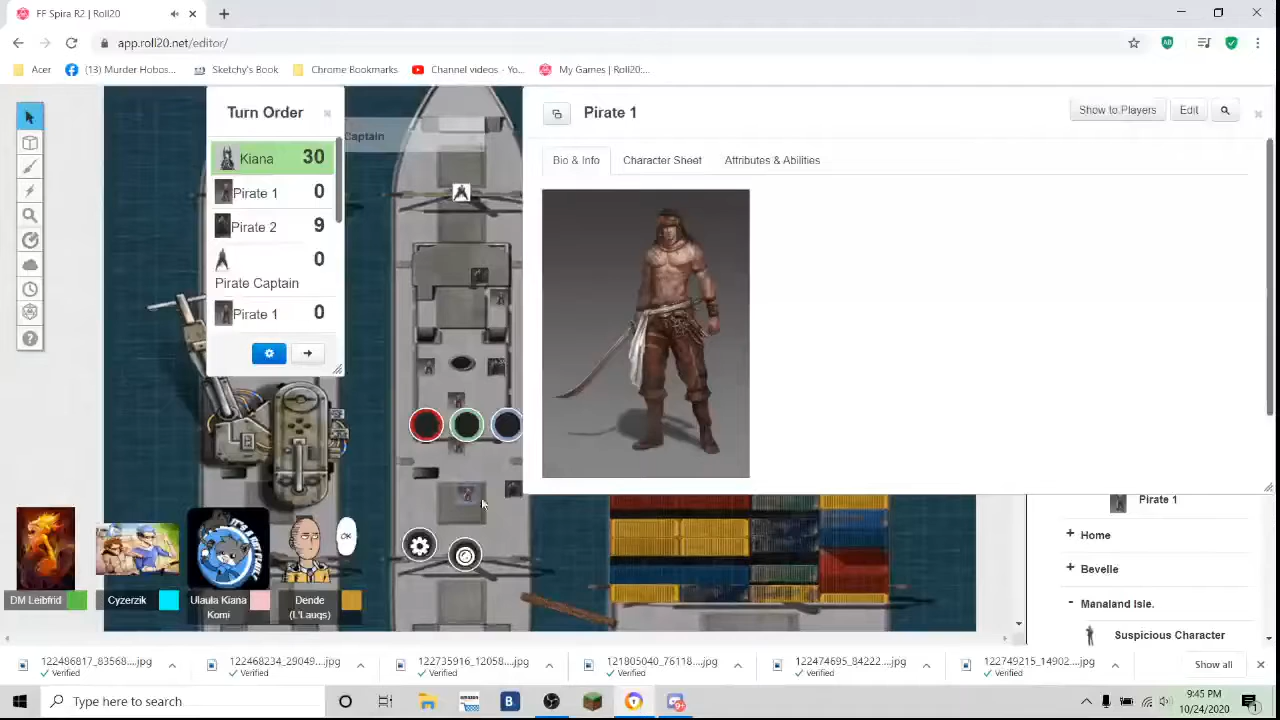 FF Spira R2 | Roll20
app.roll20.net/editor/
Acer
(13) Murder Hobos...
Sketchy's Book
Chrome Bookmarks
Channel videos - Yo...
My Games | Roll20:...
Turn Order
Captain
Kiana 30
Pirate 1 0
Pirate 2 9
0
Pirate Captain
Pirate 1 0
Pirate 1
Show to Players
Edit
Bio & Info
Character Sheet
Attributes & Abilities
Pirate 1
Home
Bevelle
Manaland Isle.
Suspicious Character
IT'S A
OK
DM Leibfrid
Cyzerzik
Ulaula Kiana
Komi
Dende
(L'Lauqs)
122486817_83568....jpg
Verified
122468234_29049....jpg
Verified
122735916_12058....jpg
Verified
121805040_76118....jpg
Verified
122474695_84222....jpg
Verified
122749215_14902....jpg
Verified
Show all
Type here to search
amazon
B.
9:45 PM
10/24/2020
1